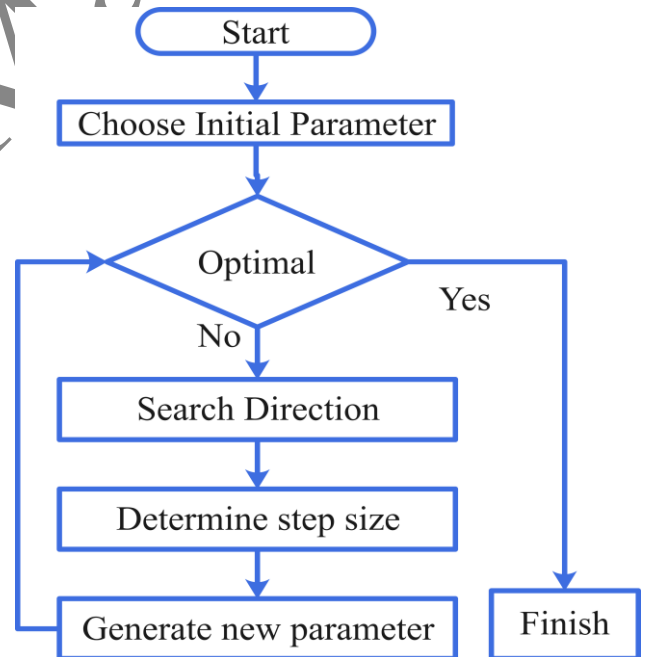 Start
Choose Initial Parameter
Optimal
Yes
No
Search Direction
Determine step size
Generate new parameter
Finish